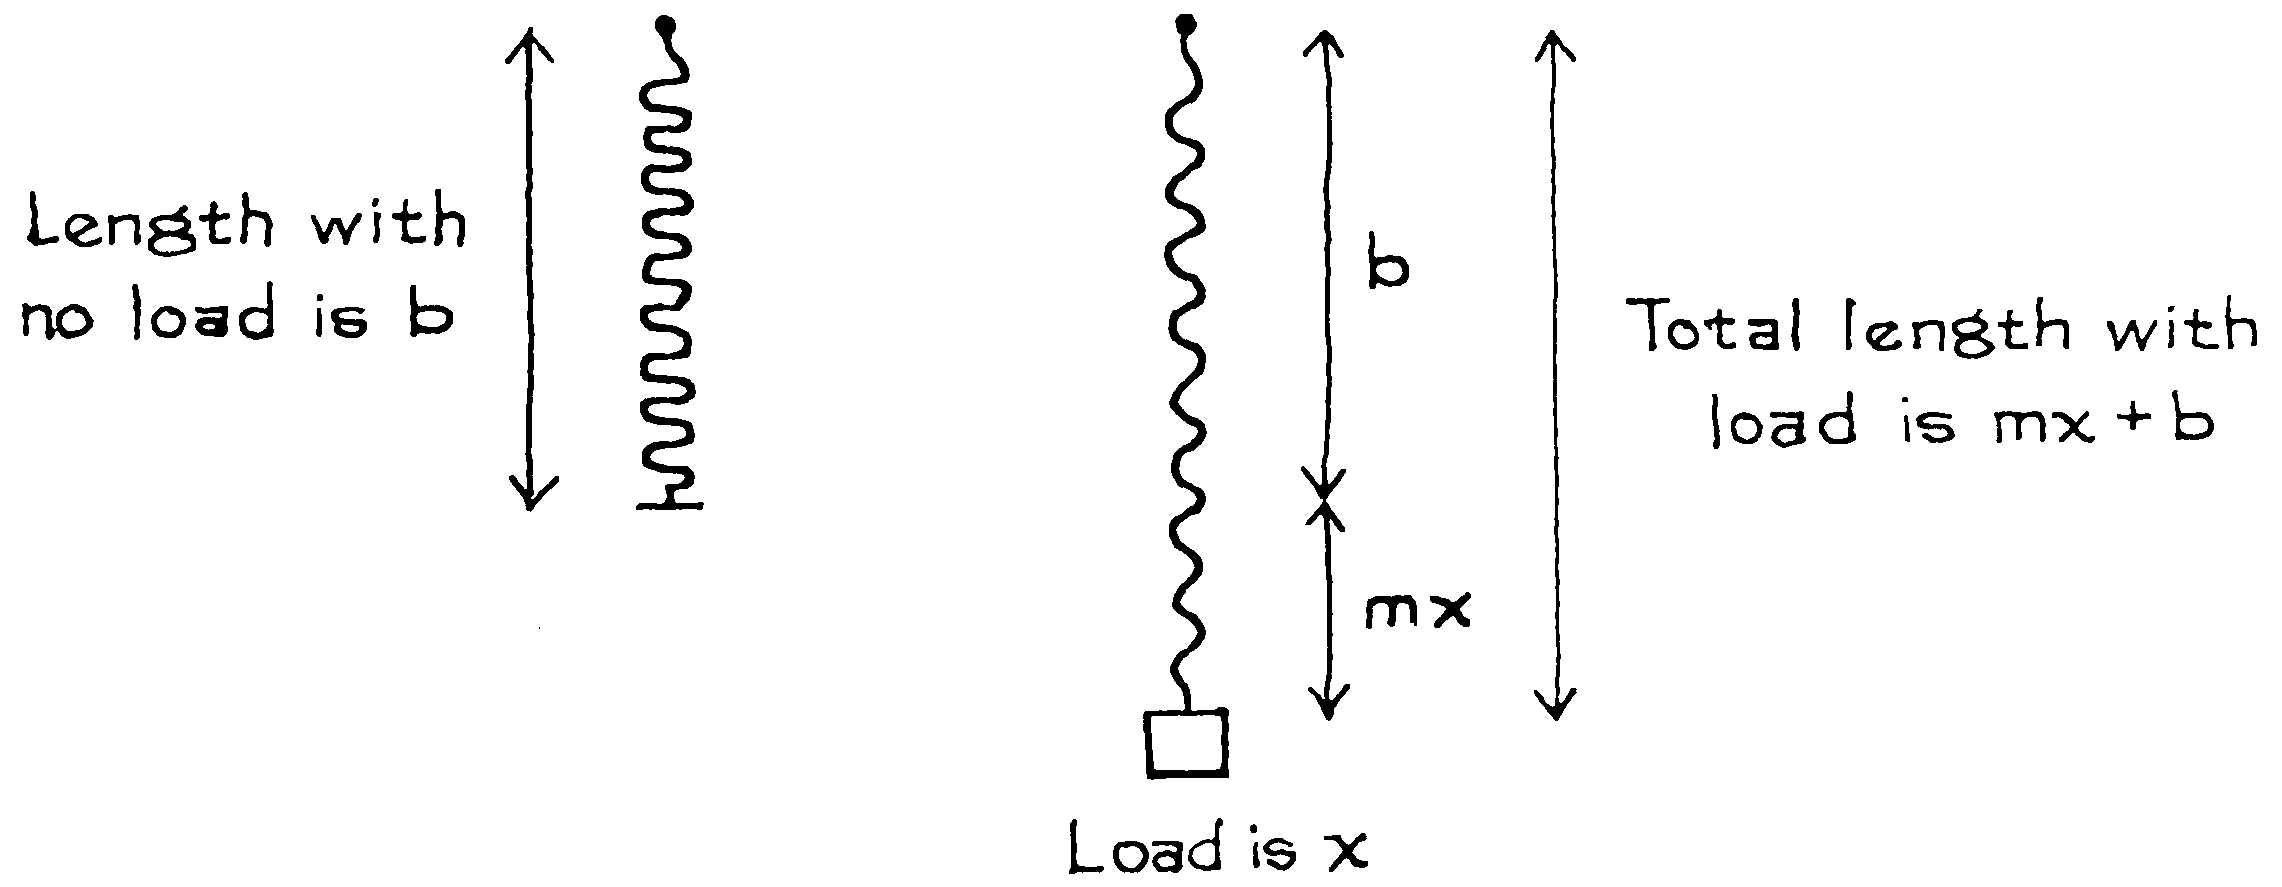 Length with
no load is b
b
mx
Total length with
load is mx + b
Load is x